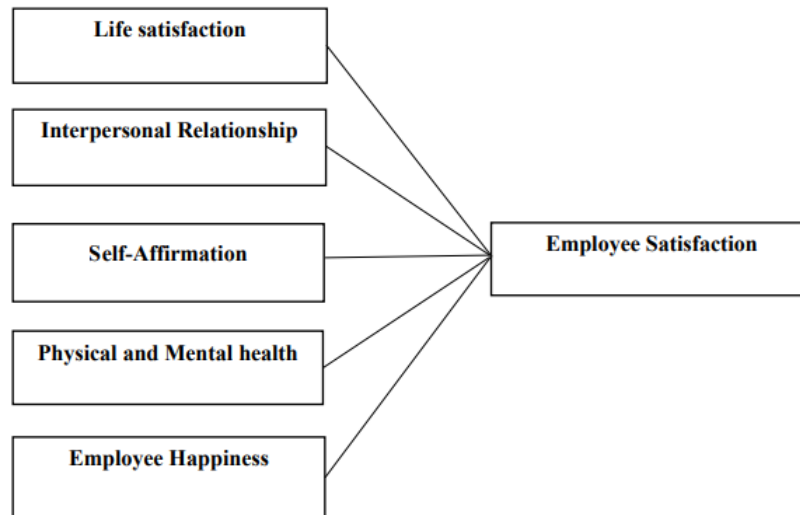 Life satisfaction
Interpersonal Relationship
Self-Affirmation
Employee Satisfaction
Physical and Mental health
Employee Happiness